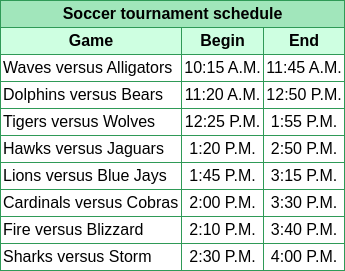 Soccer tournament schedule
Game Begin End
Waves versus Alligators 10:15 A.M. 11:45 A.M.
Dolphins versus Bears 11:20 A.M. 12:50 P.M.
Tigers versus Wolves 12:25 P.M. 1:55 P.M.
Hawks versus Jaguars 1:20 P.M. 2:50 P.M.
Lions versus Blue Jays 1:45 P.M. 3:15 P.M.
Cardinals versus Cobras 2:00 P.M. 3:30 P.M.
Fire versus Blizzard 2:10 P.M. 3:40 P.M.
Sharks versus Storm 2:30 P.M. 4:00 P.M.